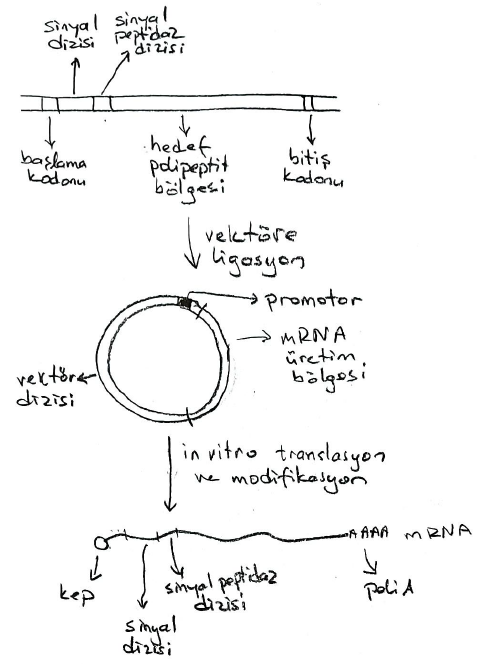 sinyal
dizisi
sinyal
peptidaz
dizisi
başlama
kodonu
hedef
polipeptit
bölgesi
bitiş
kodonu
vektöre
ligasyon
promotor
mRNA
üretim
bölgesi
vektör
dizisi
in vitro translasyon
ve modifikasyon
AAAA mRNA
kep
sinyal peptidaz
dizisi
poli A
sinyal
dizisi